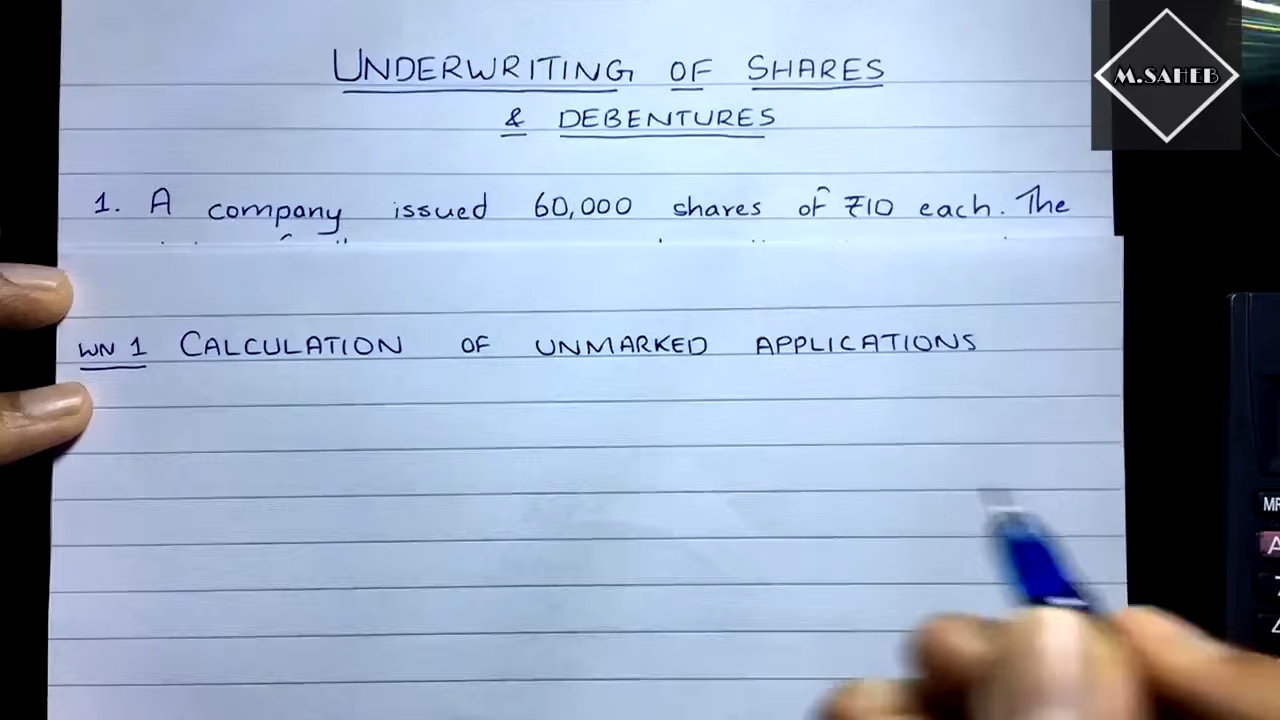 UNDERWRITING OF SHARES
& DEBENTURES
M.SAHEB
1. A company issued 60,000 shares of ₹10 each. The
WN 1 CALCULATION OF UNMARKED APPLICATIONS
MR